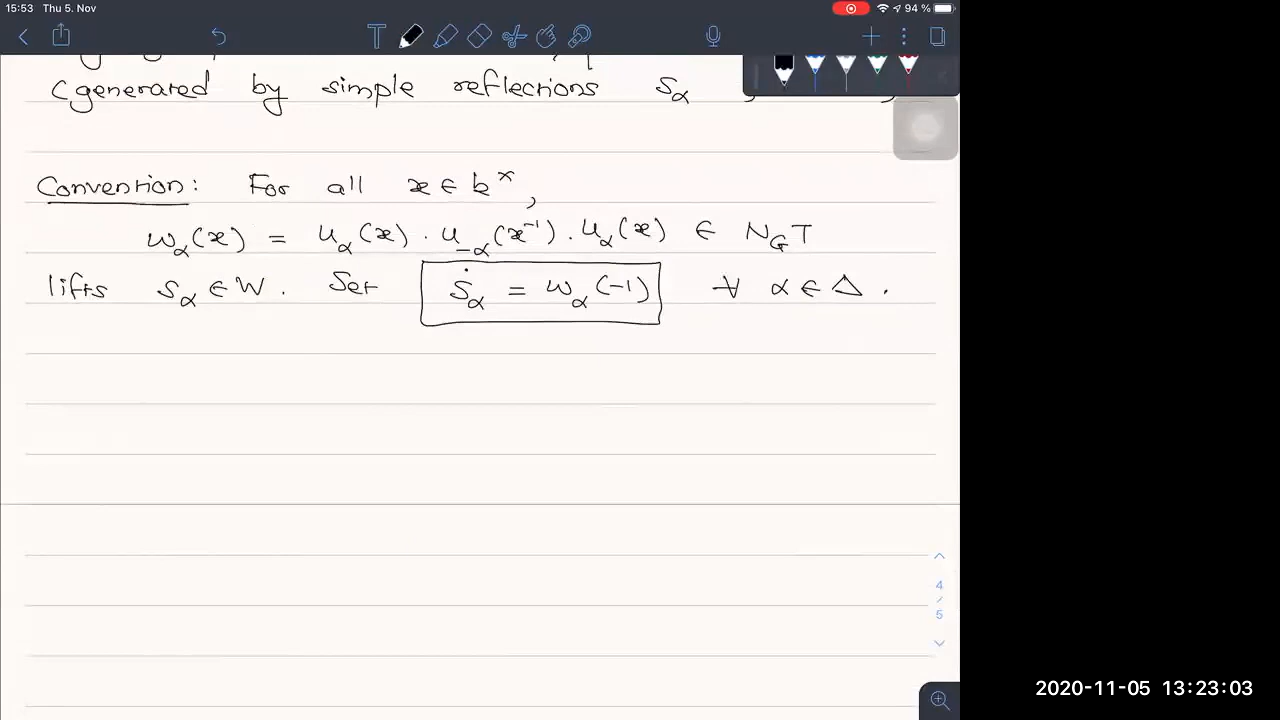 15:53 Thu 5. Nov
94 %
(generated by simple reflections s_α , ,
Convention: For all x ∈ k^×,
w_α(x) = u_α(x) · u_{-α}(x^{-1}) · u_α(x) ∈ N_G T
lifts s_α ∈ W. Set ṡ_α = w_α(-1) ∀ α ∈ Δ.
4
5
2020-11-05 13:23:03